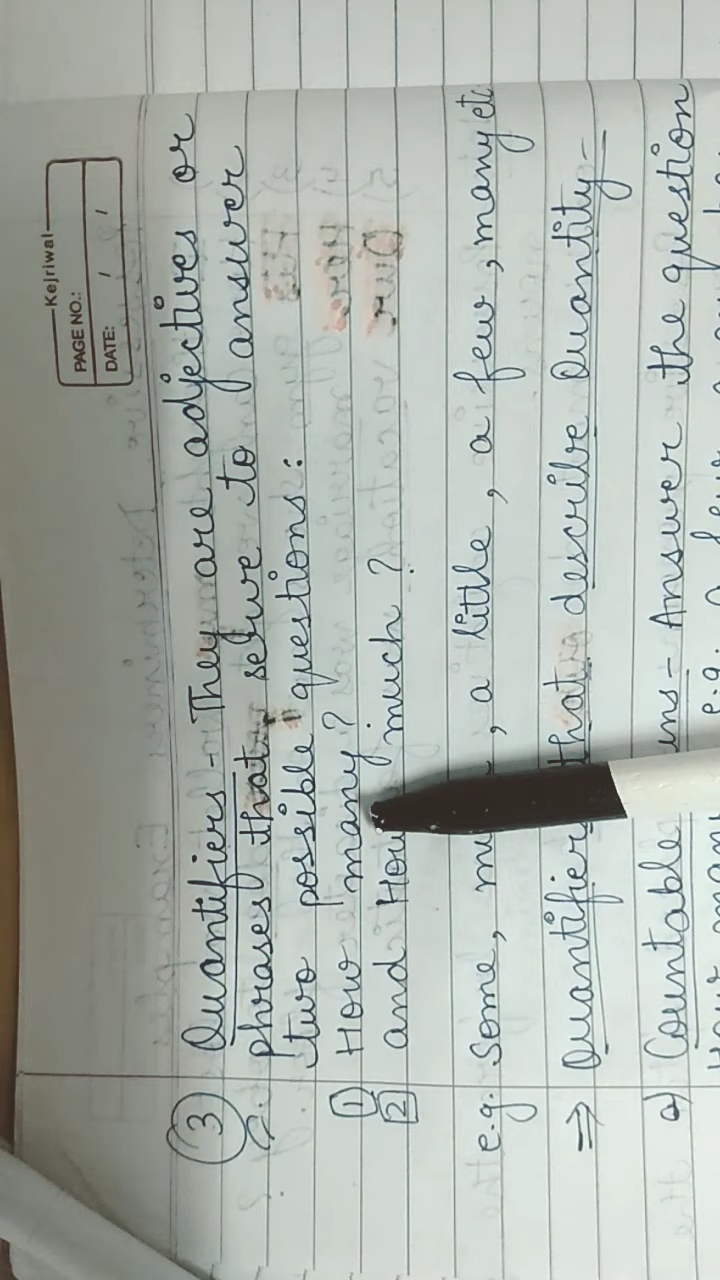 Kejriwal
PAGE NO.:
DATE: / /
3 Quantifiers - They are adjectives or
phrases that serve to answer
two possible questions:
1 How many?
2 and How much?
e.g. Some, , a little, a few, many etc
⇒ Quantifier that describe Quantity-
a) Countable - Answer the question
many e.g. a few